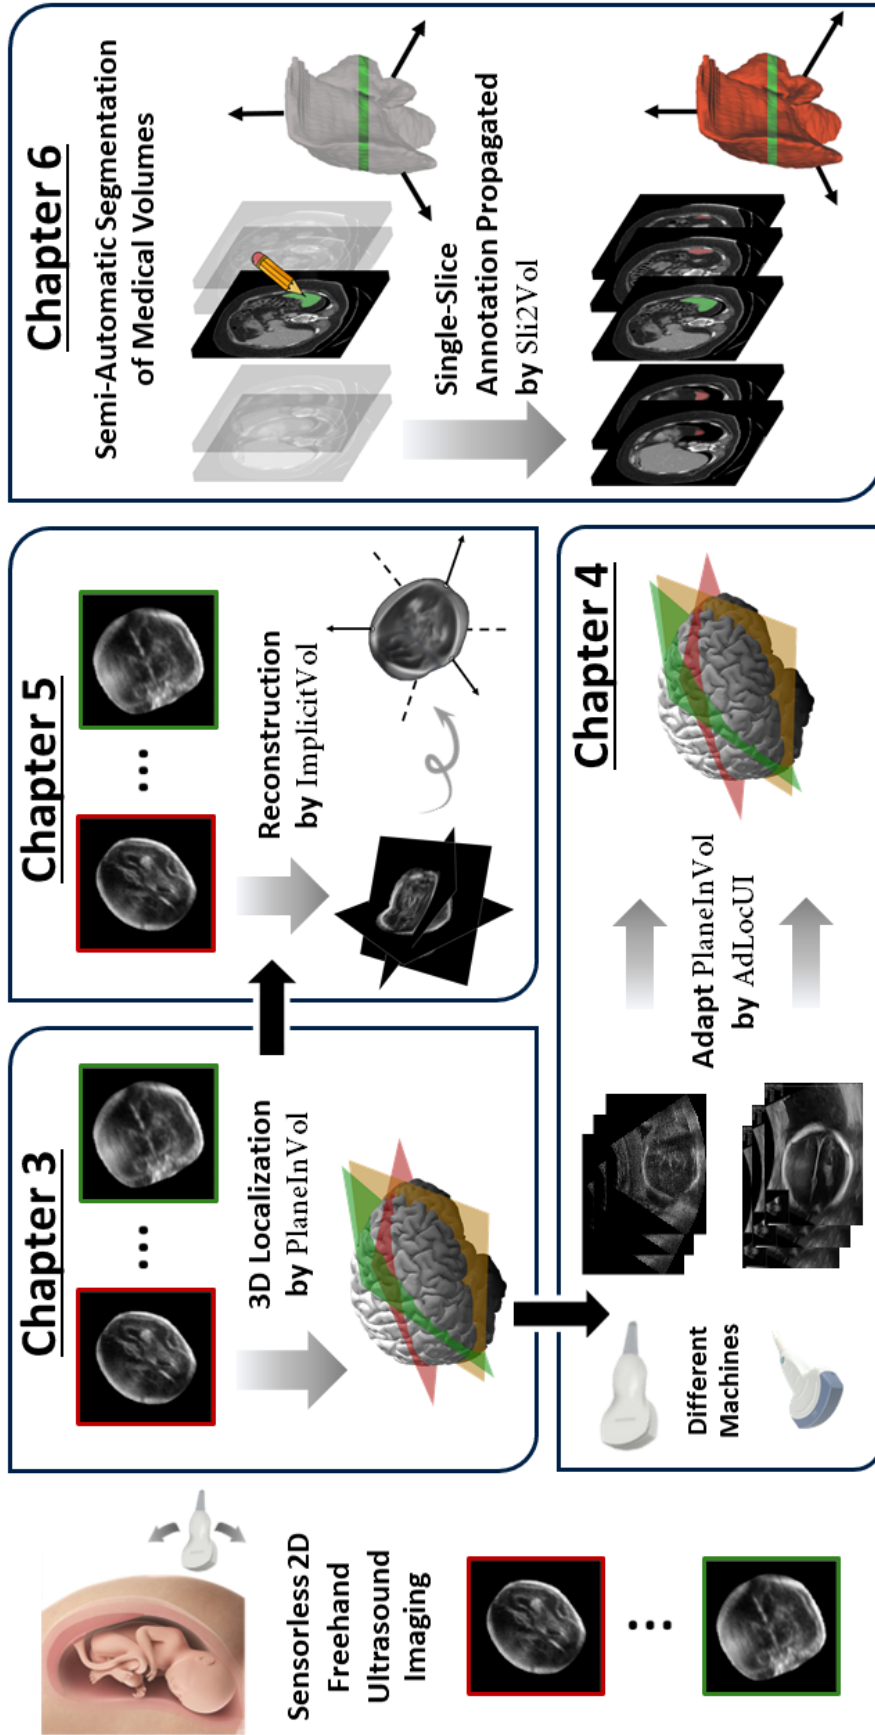 Sensorless 2D
Freehand
Ultrasound
Imaging
Chapter 3
3D Localization
by PlaneInVol
Chapter 5
Reconstruction
by ImplicitVol
Different
Machines
Adapt PlaneInVol
by AdLocUI
Chapter 4
Chapter 6
Semi-Automatic Segmentation
of Medical Volumes
Single-Slice
Annotation Propagated
by Sli2Vol